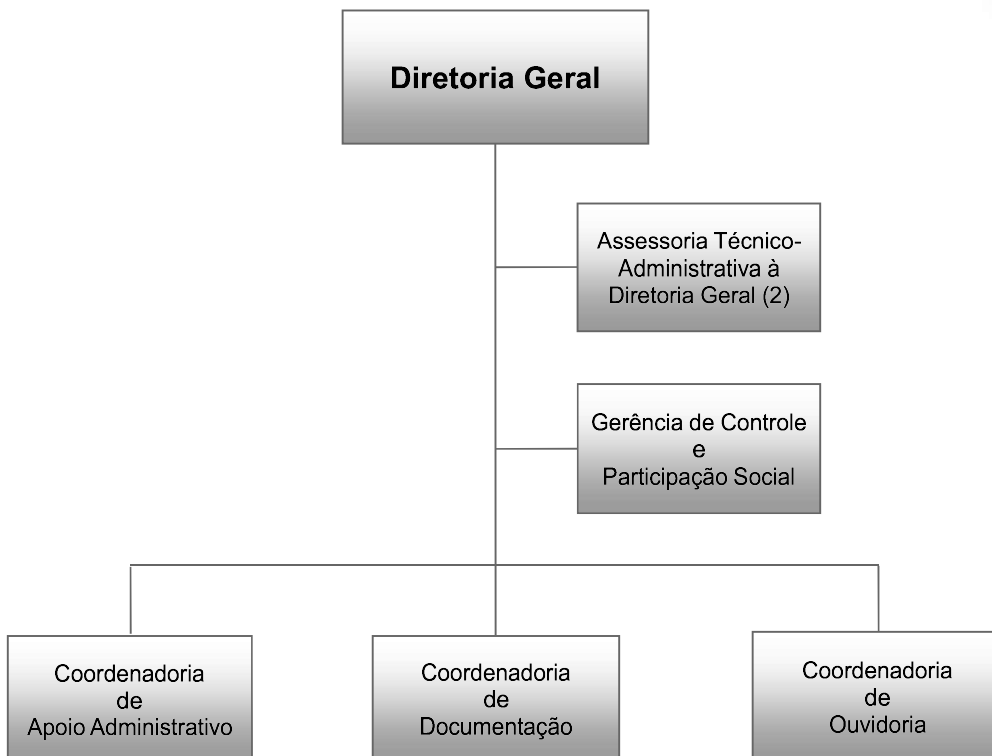 Diretoria Geral
Assessoria Técnico-
Administrativa à
Diretoria Geral (2)
Gerência de Controle
e
Participação Social
Coordenadoria
de
Apoio Administrativo
Coordenadoria
de
Documentação
Coordenadoria
de
Ouvidoria